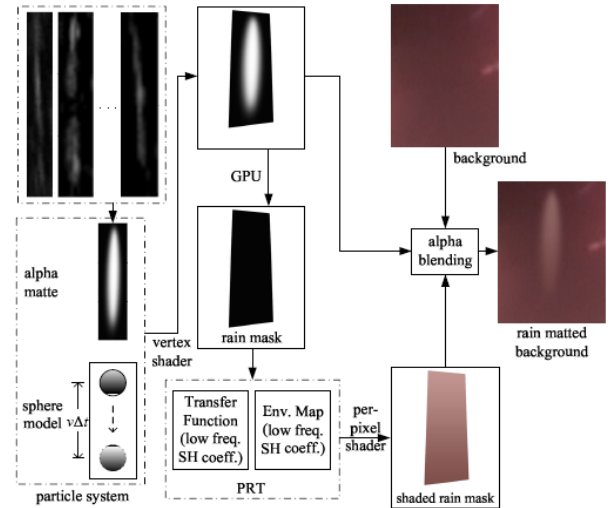 . . .
background
GPU
alpha
blending
alpha
matte
rain mask
vertex
shader
rain matted
background
sphere
model
vΔt
Transfer
Function
(low freq.
SH coeff.)
Env. Map
(low freq.
SH coeff.)
per-
pixel
shader
PRT
particle system
shaded rain mask